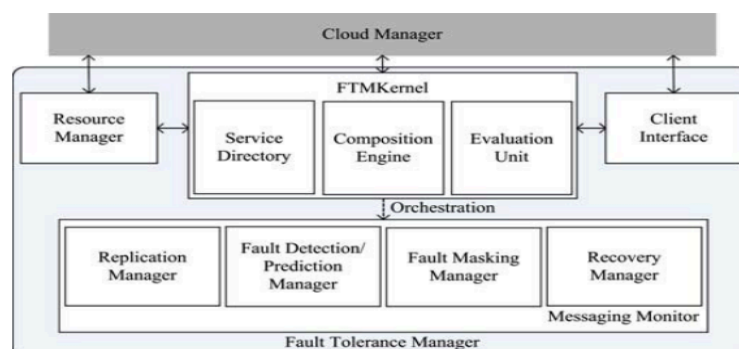 Cloud Manager
FTMKernel
Resource
Manager
Service
Directory
Composition
Engine
Evaluation
Unit
Client
Interface
Orchestration
Replication
Manager
Fault Detection/
Prediction
Manager
Fault Masking
Manager
Recovery
Manager
Messaging Monitor
Fault Tolerance Manager